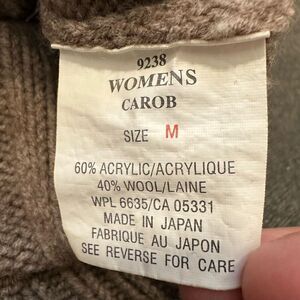 9238
WOMENS
CAROB
SIZE M
60% ACRYLIC/ACRYLIQUE
40% WOOL/LAINE
WPL 6635/CA 05331
MADE IN JAPAN
FABRIQUE AU JAPON
SEE REVERSE FOR CARE